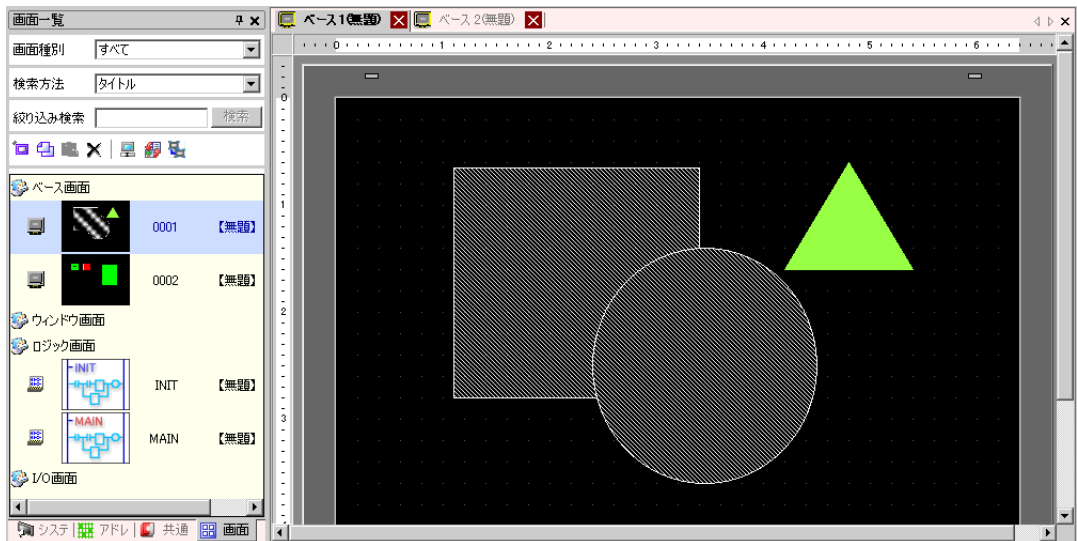 画面一覧
画面種別 すべて
検索方法 タイトル
絞り込み検索 検索
ベース画面
0001 【無題】
0002 【無題】
ウィンドウ画面
ロジック画面
INIT
INIT 【無題】
MAIN
MAIN 【無題】
I/O画面
システ アドレ 共通 画面
ベース1(無題) ベース 2(無題)
0 1 2 3 4 5 6
0
1
2
3